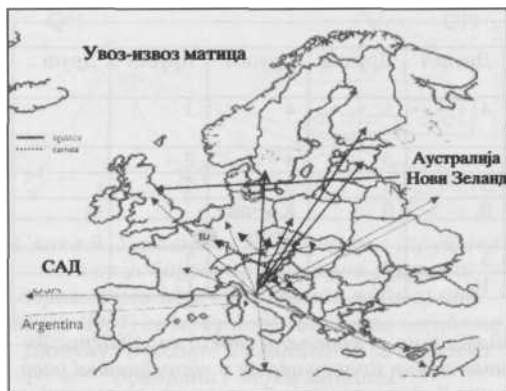 Увоз-извоз матица
Аустралија
Нови Зеланд
САД
Argentina